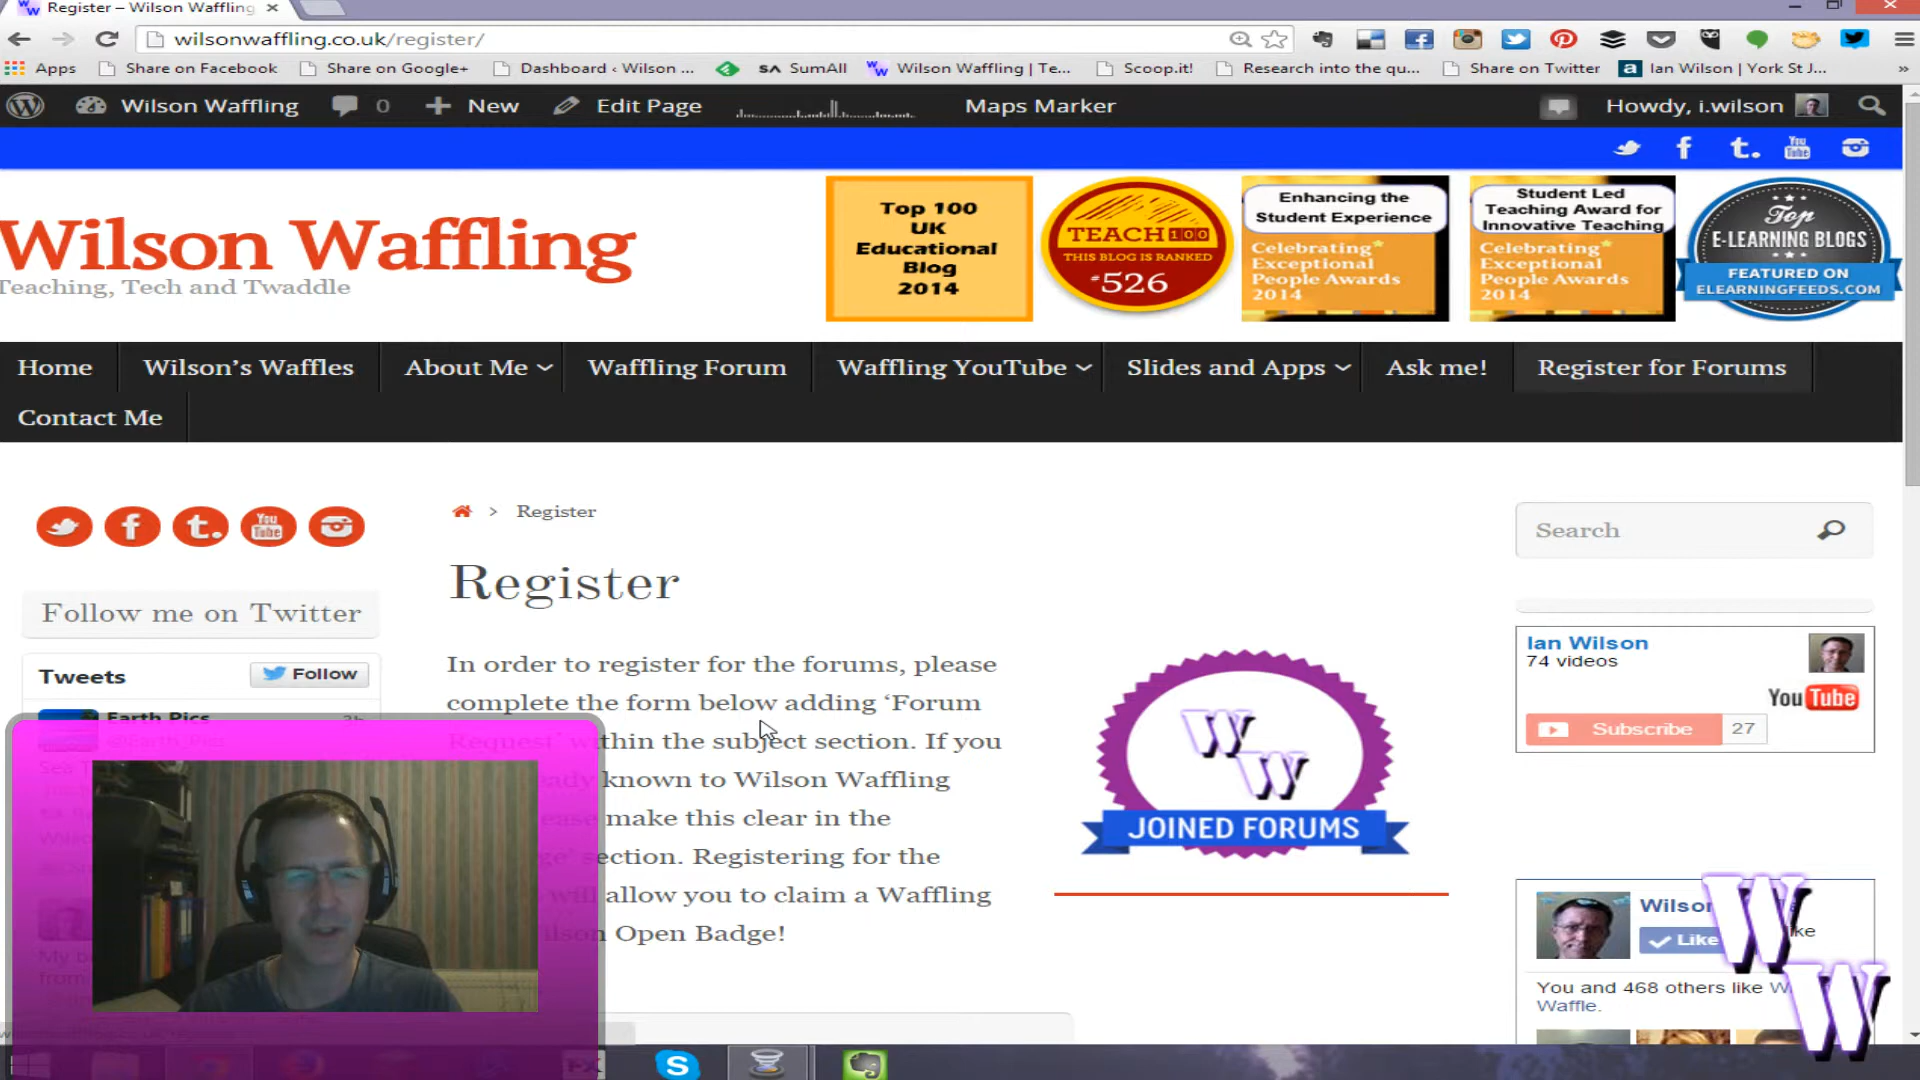 Register – Wilson Waffling
wilsonwaffling.co.uk/register/
Apps Share on Facebook Share on Google+ Dashboard ‹ Wilson ... SumAll Wilson Waffling | Te... Scoop.it! Research into the qu... Share on Twitter Ian Wilson | York St J... »
Wilson Waffling 0 New Edit Page Maps Marker Howdy, i.wilson
Wilson Waffling
Teaching, Tech and Twaddle
Top 100
UK
Educational
Blog
2014
TEACH100
THIS BLOG IS RANKED
#526
Enhancing the
Student Experience
Celebrating*
Exceptional
People Awards
2014
Student Led
Teaching Award for
Innovative Teaching
Celebrating*
Exceptional
People Awards
2014
Top
E-LEARNING BLOGS
FEATURED ON
ELEARNINGFEEDS.COM
Home Wilson's Waffles About Me Waffling Forum Waffling YouTube Slides and Apps Ask me! Register for Forums
Contact Me
> Register
Register
Search
Follow me on Twitter
Tweets Follow
Earth Pics
In order to register for the forums, please
complete the form below adding ‘Forum
Request’ within the subject section. If you
known to Wilson Waffling
make this clear in the
section. Registering for the
will allow you to claim a Waffling
Open Badge!
W W
JOINED FORUMS
Ian Wilson
74 videos
YouTube
Subscribe 27
Like
You and 468 others like
Waffle.
W W